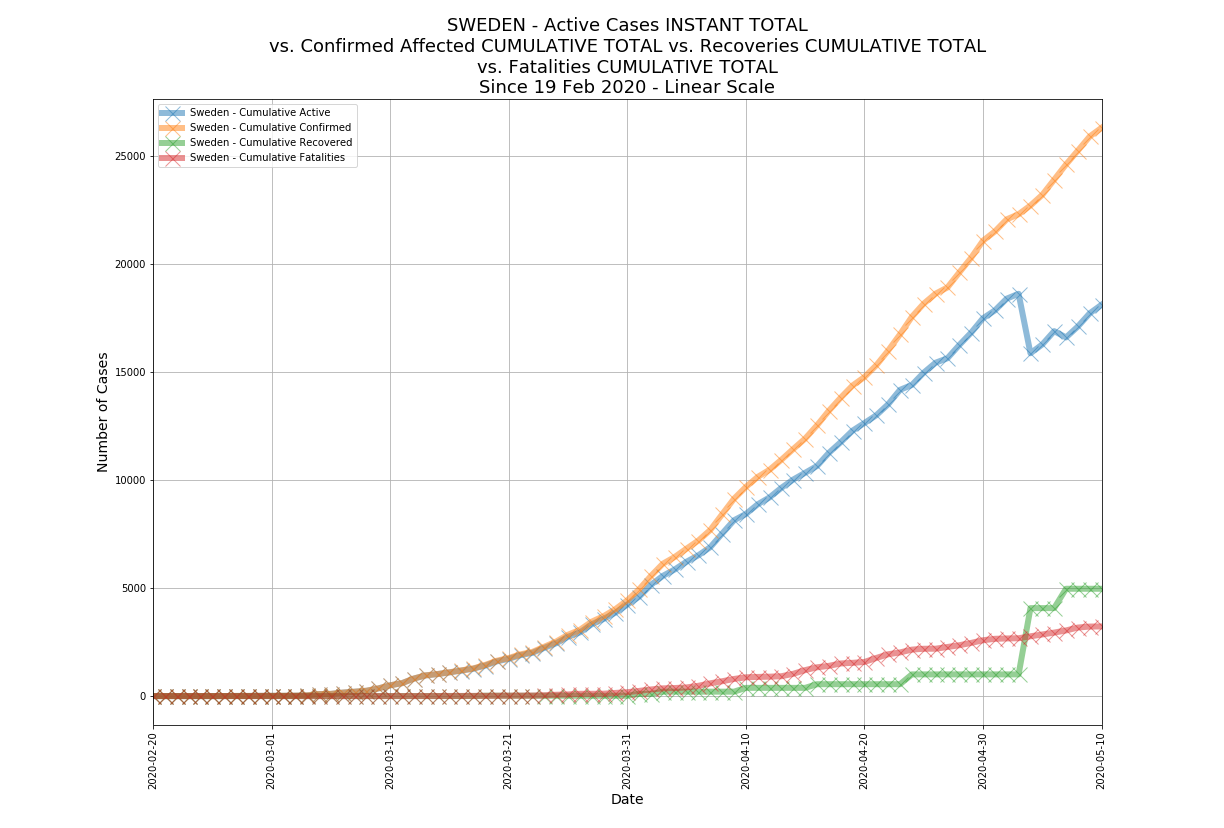 SWEDEN - Active Cases INSTANT TOTAL
vs. Confirmed Affected CUMULATIVE TOTAL vs. Recoveries CUMULATIVE TOTAL
vs. Fatalities CUMULATIVE TOTAL
Since 19 Feb 2020 - Linear Scale
Sweden - Cumulative Active
Sweden - Cumulative Confirmed
Sweden - Cumulative Recovered
Sweden - Cumulative Fatalities
Number of Cases
25000
20000
15000
10000
5000
0
2020-02-20
2020-03-01
2020-03-11
2020-03-21
2020-03-31
2020-04-10
2020-04-20
2020-04-30
2020-05-10
Date